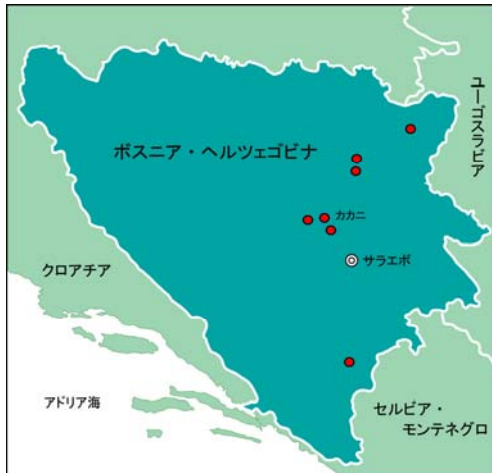 ユーゴスラビア
ボスニア・ヘルツェゴビナ
カカニ
サラエボ
クロアチア
アドリア海
セルビア・
モンテネグロ